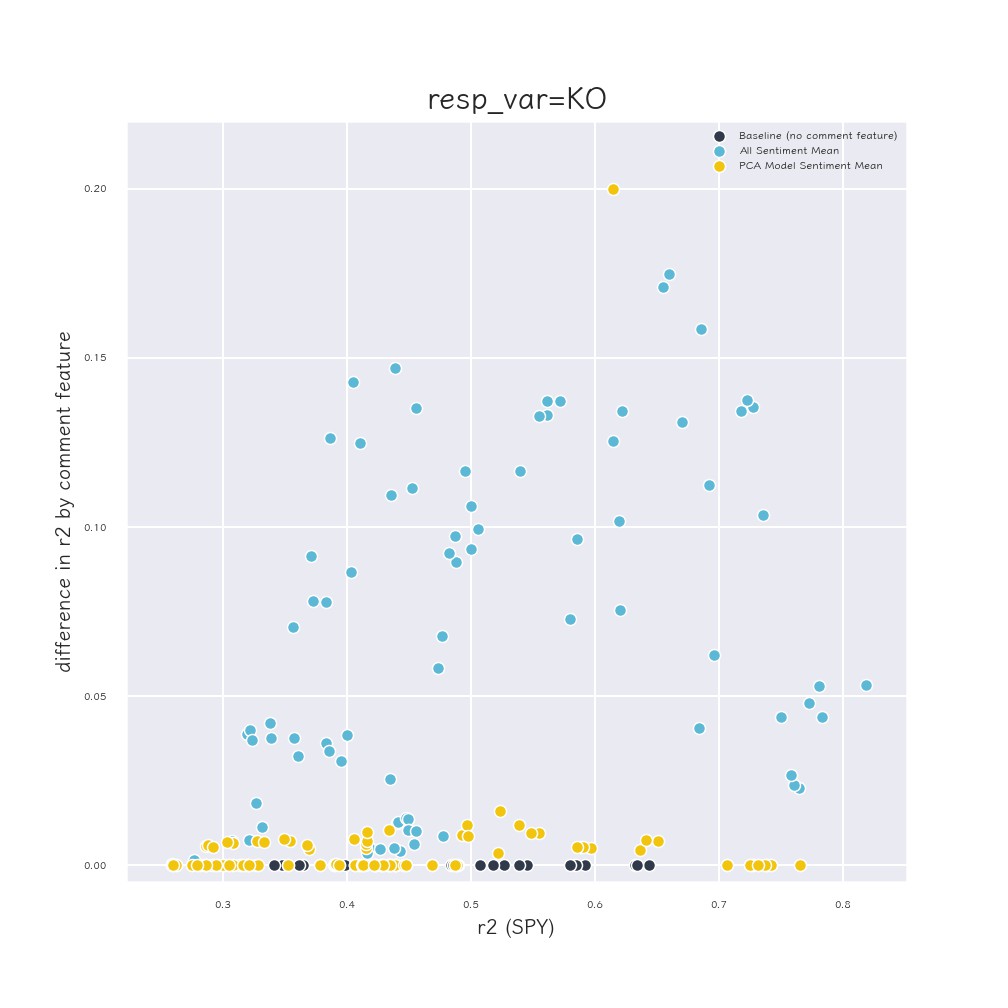 resp_var=KO
Baseline (no comment feature)
All Sentiment Mean
PCA Model Sentiment Mean
difference in r2 by comment feature
0.20
0.15
0.10
0.05
0.00
0.3 0.4 0.5 0.6 0.7 0.8
r2 (SPY)